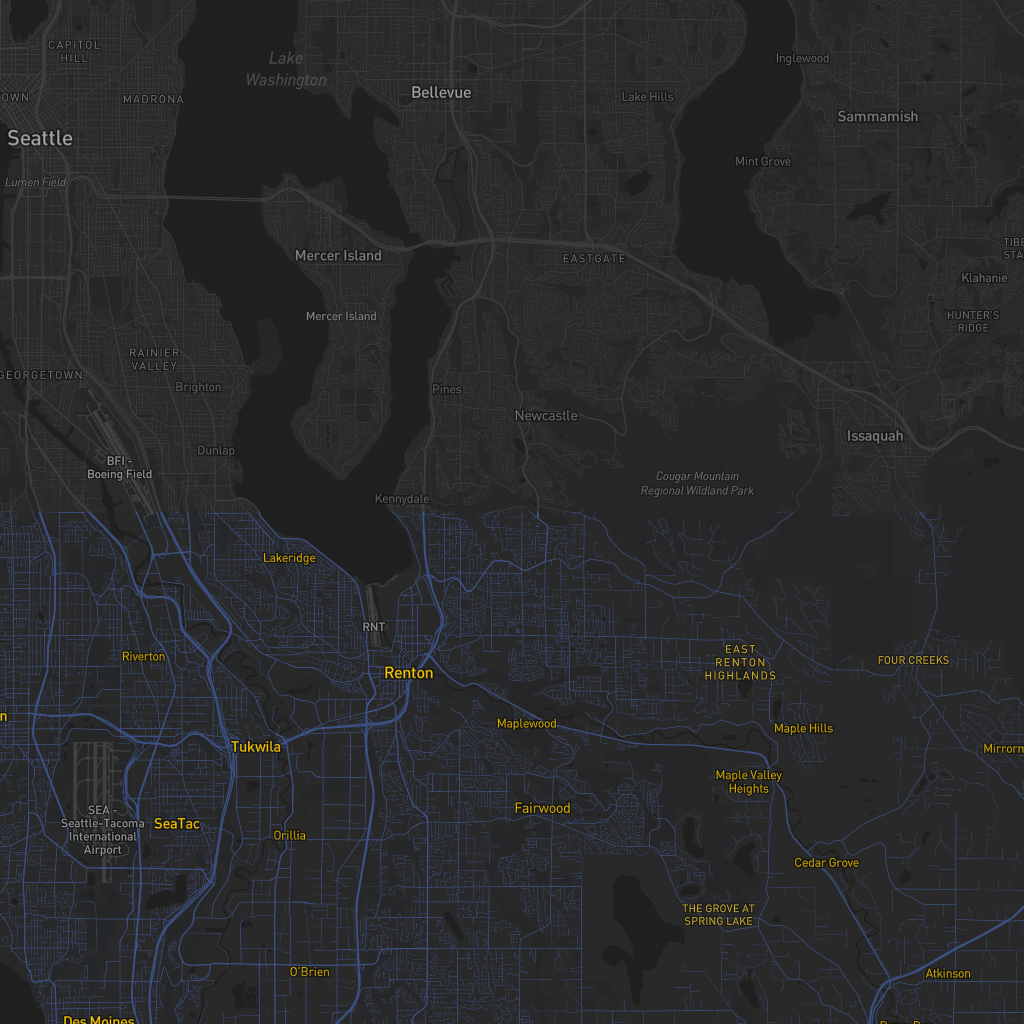 CAPITOL
HILL
Lake
Washington
Inglewood
Bellevue
Lake Hills
MADRONA
Sammamish
Seattle
Mint Grove
Lumen Field
Mercer Island
EASTGATE
Klahanie
Mercer Island
HUNTER'S
RIDGE
RAINIER
VALLEY
GEORGETOWN
Brighton
Pines
Newcastle
Issaquah
Dunlap
BFI -
Boeing Field
Cougar Mountain
Regional Wildland Park
Kennydale
Lakeridge
RNT
Riverton
EAST
RENTON
HIGHLANDS
FOUR CREEKS
Renton
Maplewood
Maple Hills
Tukwila
Maple Valley
Heights
Fairwood
SEA -
Seattle-Tacoma
International
Airport
SeaTac
Orillia
Cedar Grove
THE GROVE AT
SPRING LAKE
O'Brien
Atkinson
Des Moines